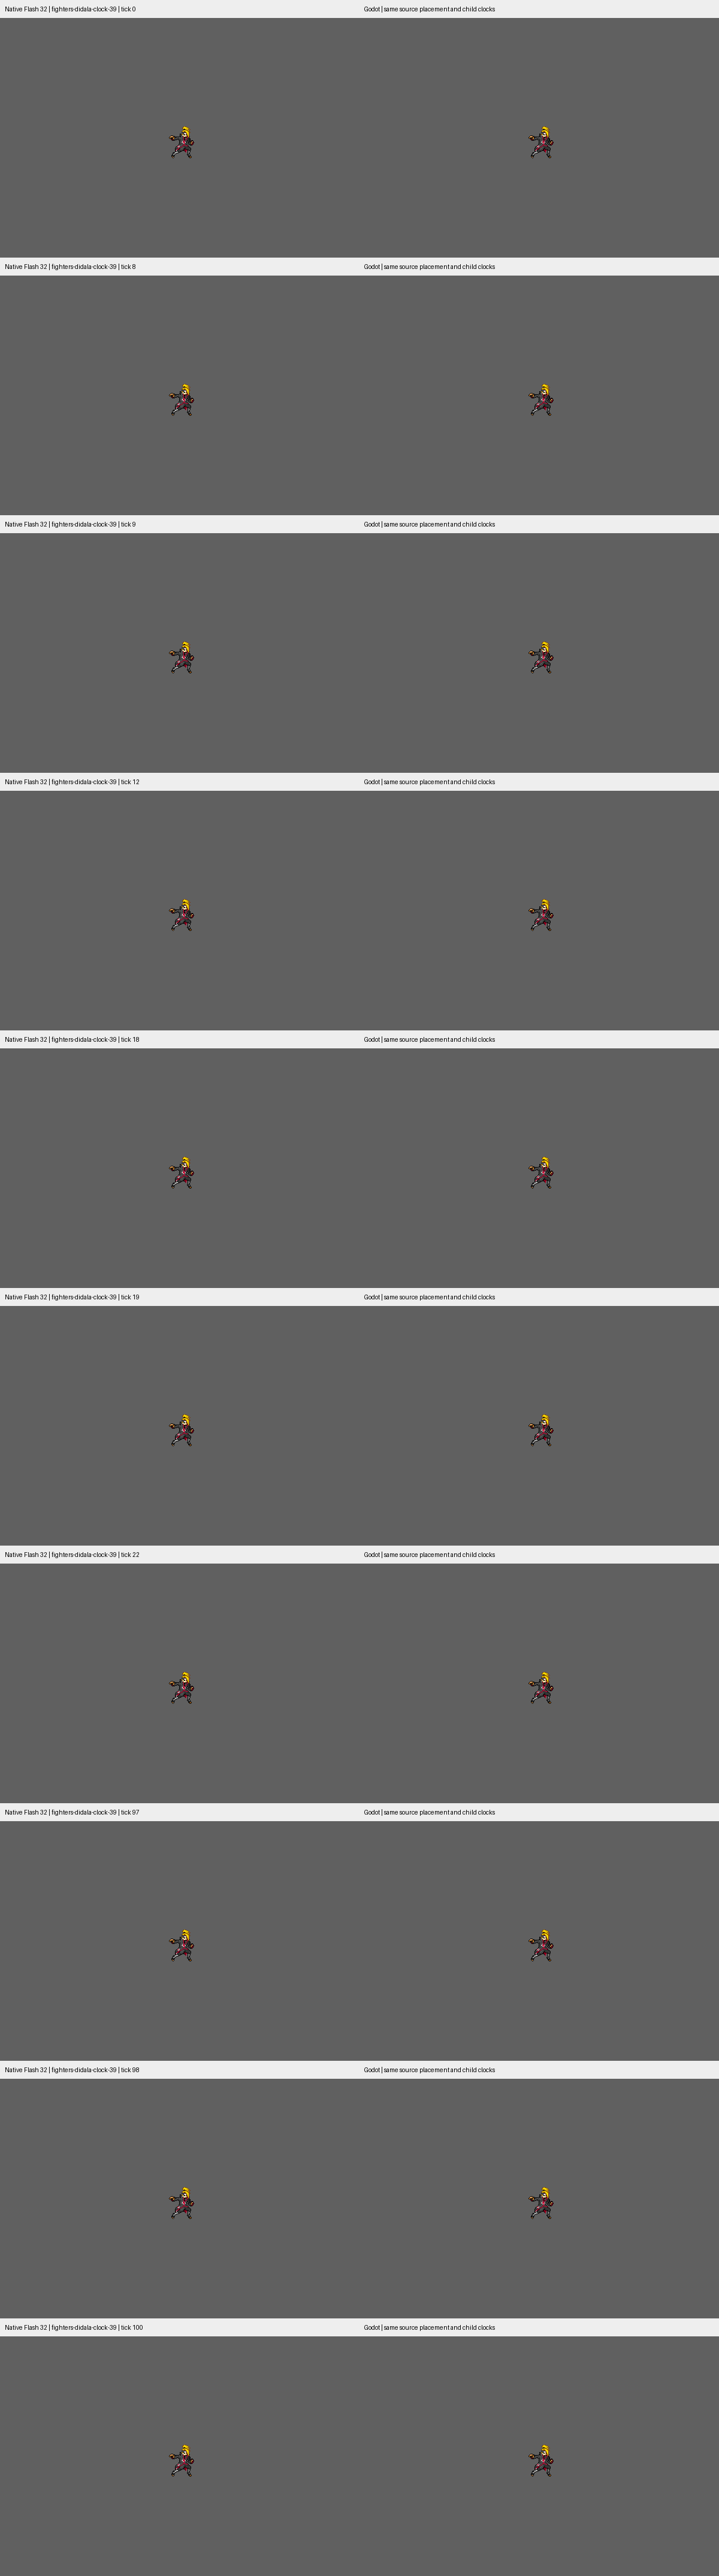 Native Flash 32 | fighters-didala-clock-39 | tick 0
Godot | same source placement and child clocks
Native Flash 32 | fighters-didala-clock-39 | tick 8
Godot | same source placement and child clocks
Native Flash 32 | fighters-didala-clock-39 | tick 9
Godot | same source placement and child clocks
Native Flash 32 | fighters-didala-clock-39 | tick 12
Godot | same source placement and child clocks
Native Flash 32 | fighters-didala-clock-39 | tick 18
Godot | same source placement and child clocks
Native Flash 32 | fighters-didala-clock-39 | tick 19
Godot | same source placement and child clocks
Native Flash 32 | fighters-didala-clock-39 | tick 22
Godot | same source placement and child clocks
Native Flash 32 | fighters-didala-clock-39 | tick 97
Godot | same source placement and child clocks
Native Flash 32 | fighters-didala-clock-39 | tick 98
Godot | same source placement and child clocks
Native Flash 32 | fighters-didala-clock-39 | tick 100
Godot | same source placement and child clocks